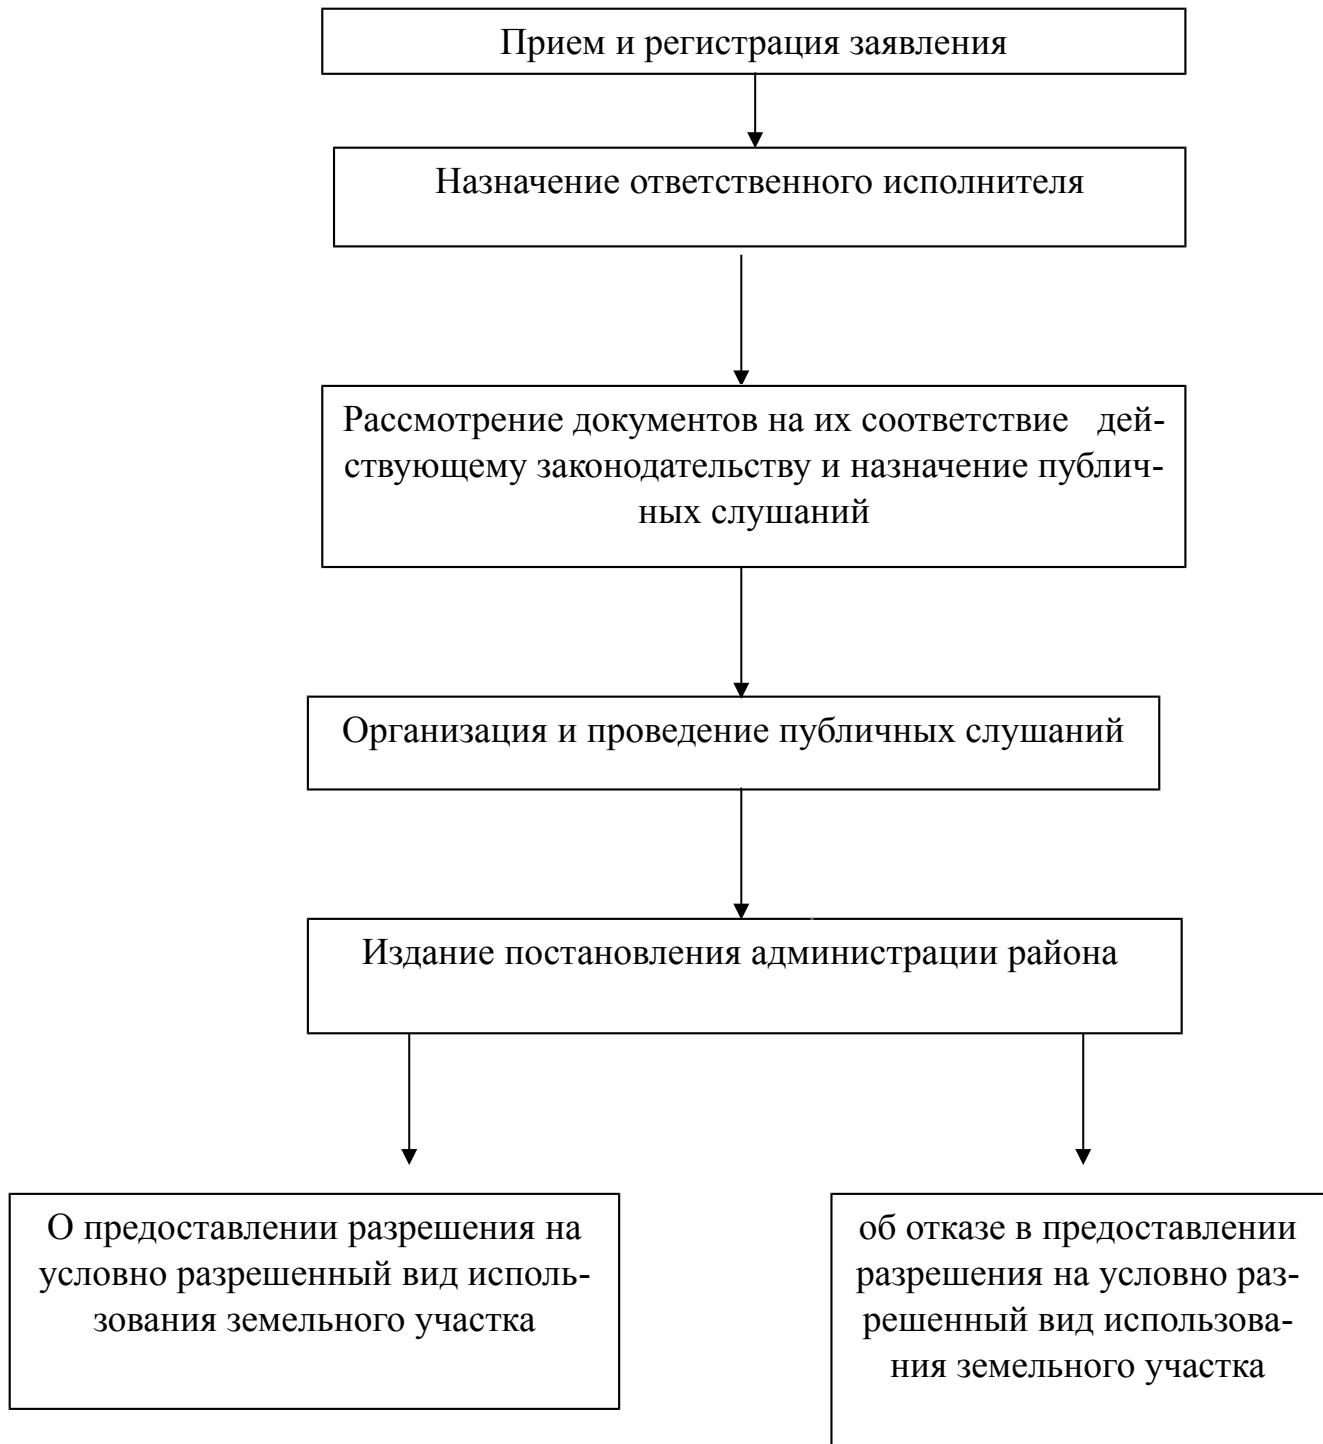 Прием и регистрация заявления
Назначение ответственного исполнителя
Рассмотрение документов на их соответствие дей-
ствующему законодательству и назначение публич-
ных слушаний
Организация и проведение публичных слушаний
Издание постановления администрации района
О предоставлении разрешения на
условно разрешенный вид исполь-
зования земельного участка
об отказе в предоставлении
разрешения на условно раз-
решенный вид использова-
ния земельного участка